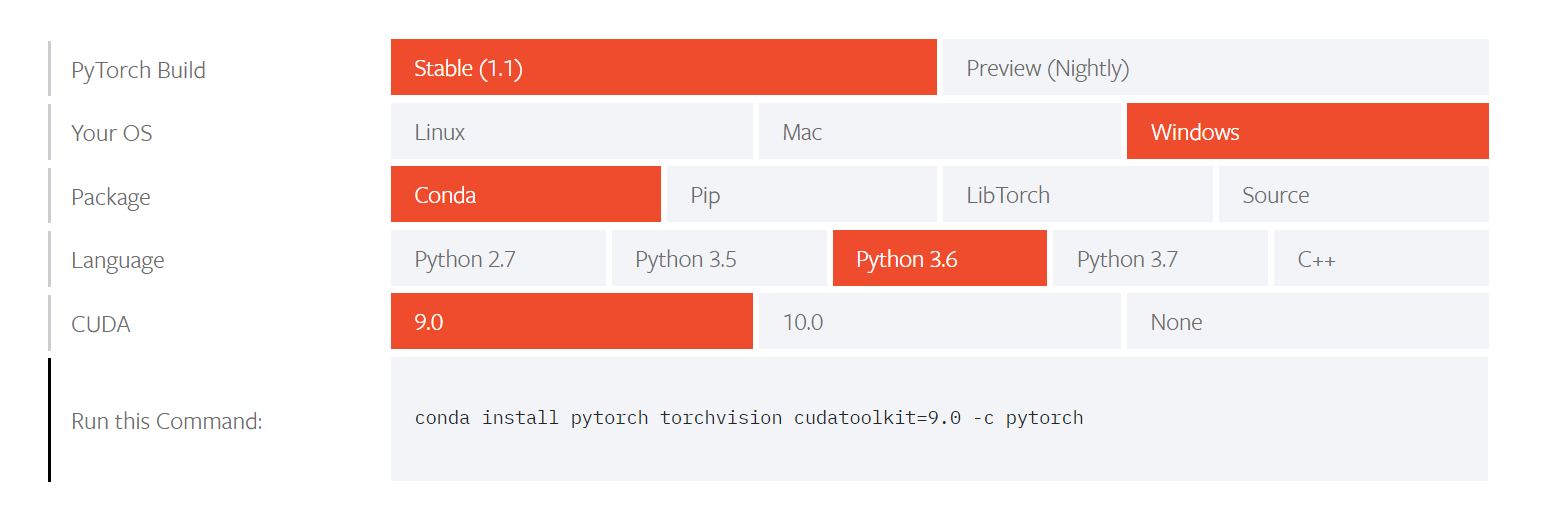 PyTorch Build Stable (1.1) Preview (Nightly)
Your OS Linux Mac Windows
Package Conda Pip LibTorch Source
Language Python 2.7 Python 3.5 Python 3.6 Python 3.7 C++
CUDA 9.0 10.0 None
Run this Command: conda install pytorch torchvision cudatoolkit=9.0 -c pytorch